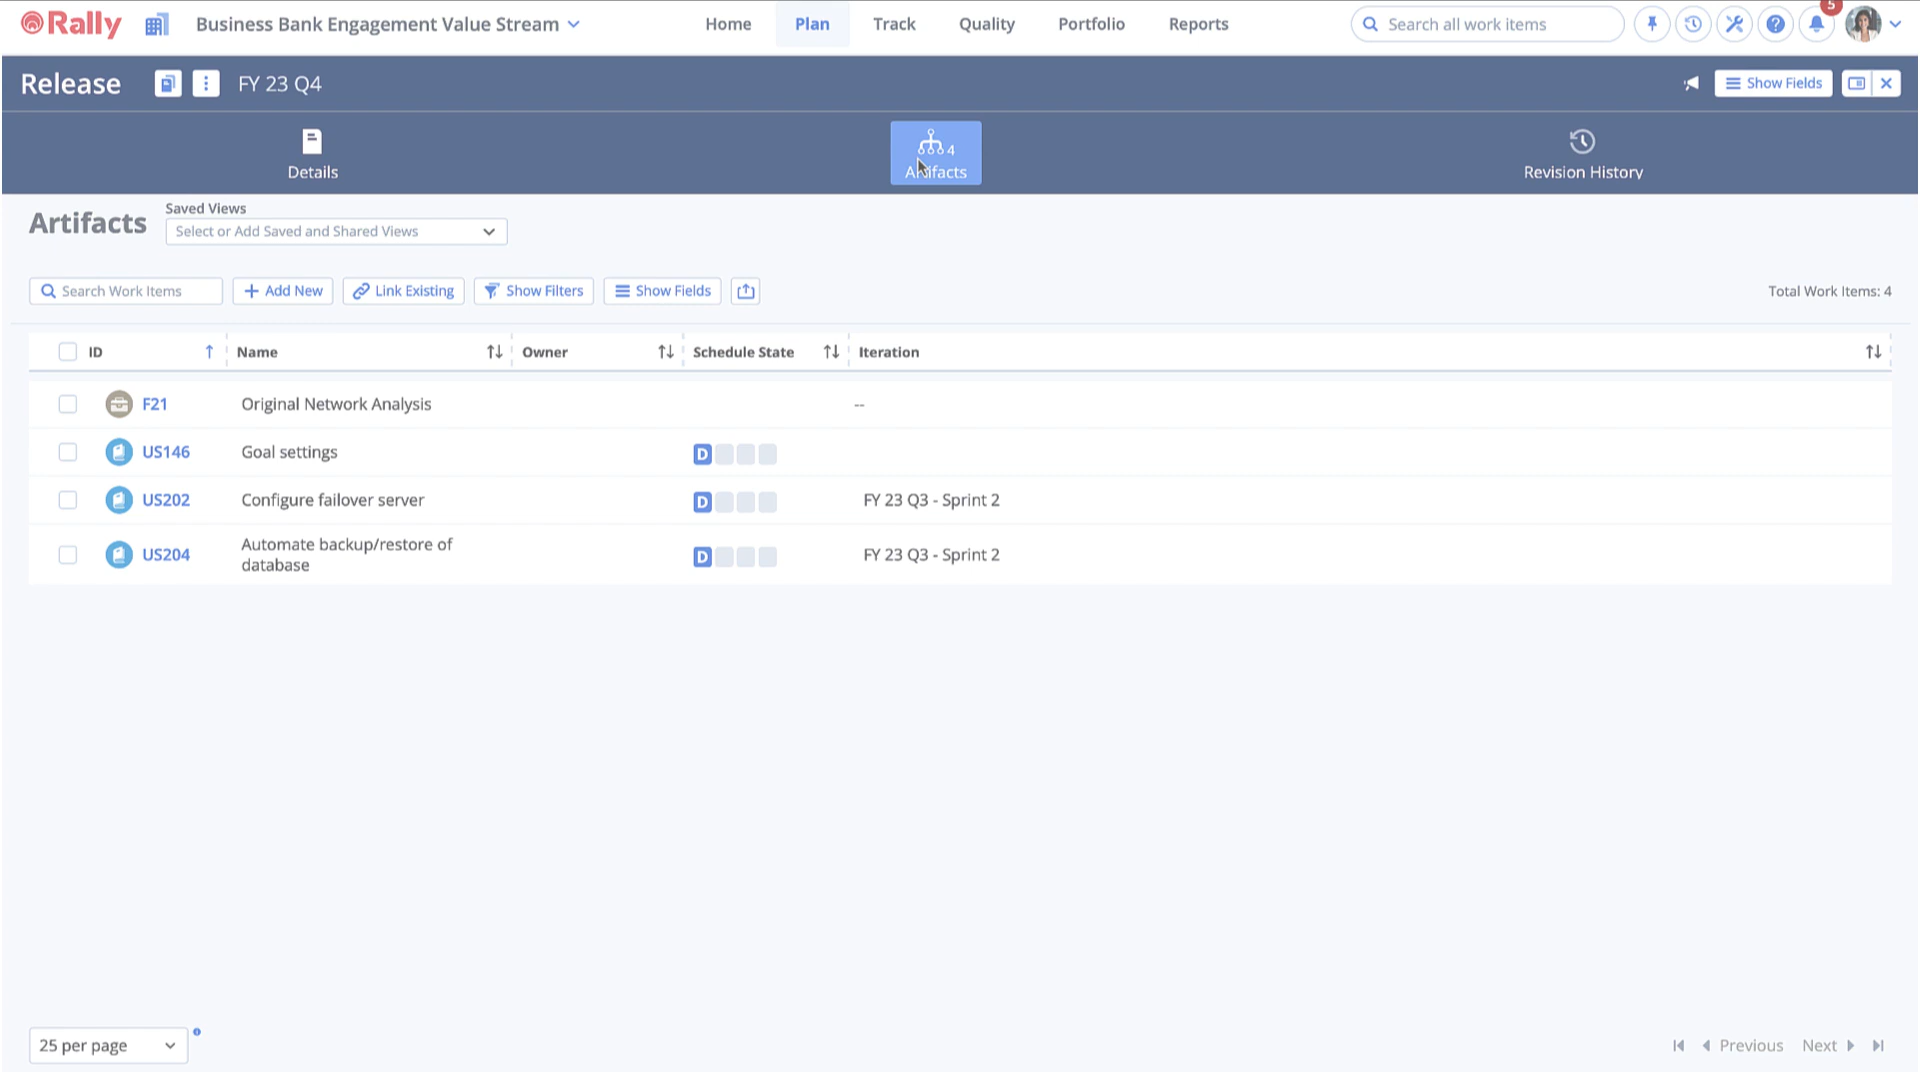 Rally Business Bank Engagement Value Stream Home Plan Track Quality Portfolio Reports Search all work items 5
Release FY 23 Q4 Show Fields
4
Details Artifacts Revision History
Artifacts
Saved Views
Select or Add Saved and Shared Views
Search Work Items Add New Link Existing Show Filters Show Fields Total Work Items: 4
ID Name Owner Schedule State Iteration
F21 Original Network Analysis --
US146 Goal settings D
US202 Configure failover server D FY 23 Q3 - Sprint 2
US204 Automate backup/restore of database D FY 23 Q3 - Sprint 2
25 per page Previous Next